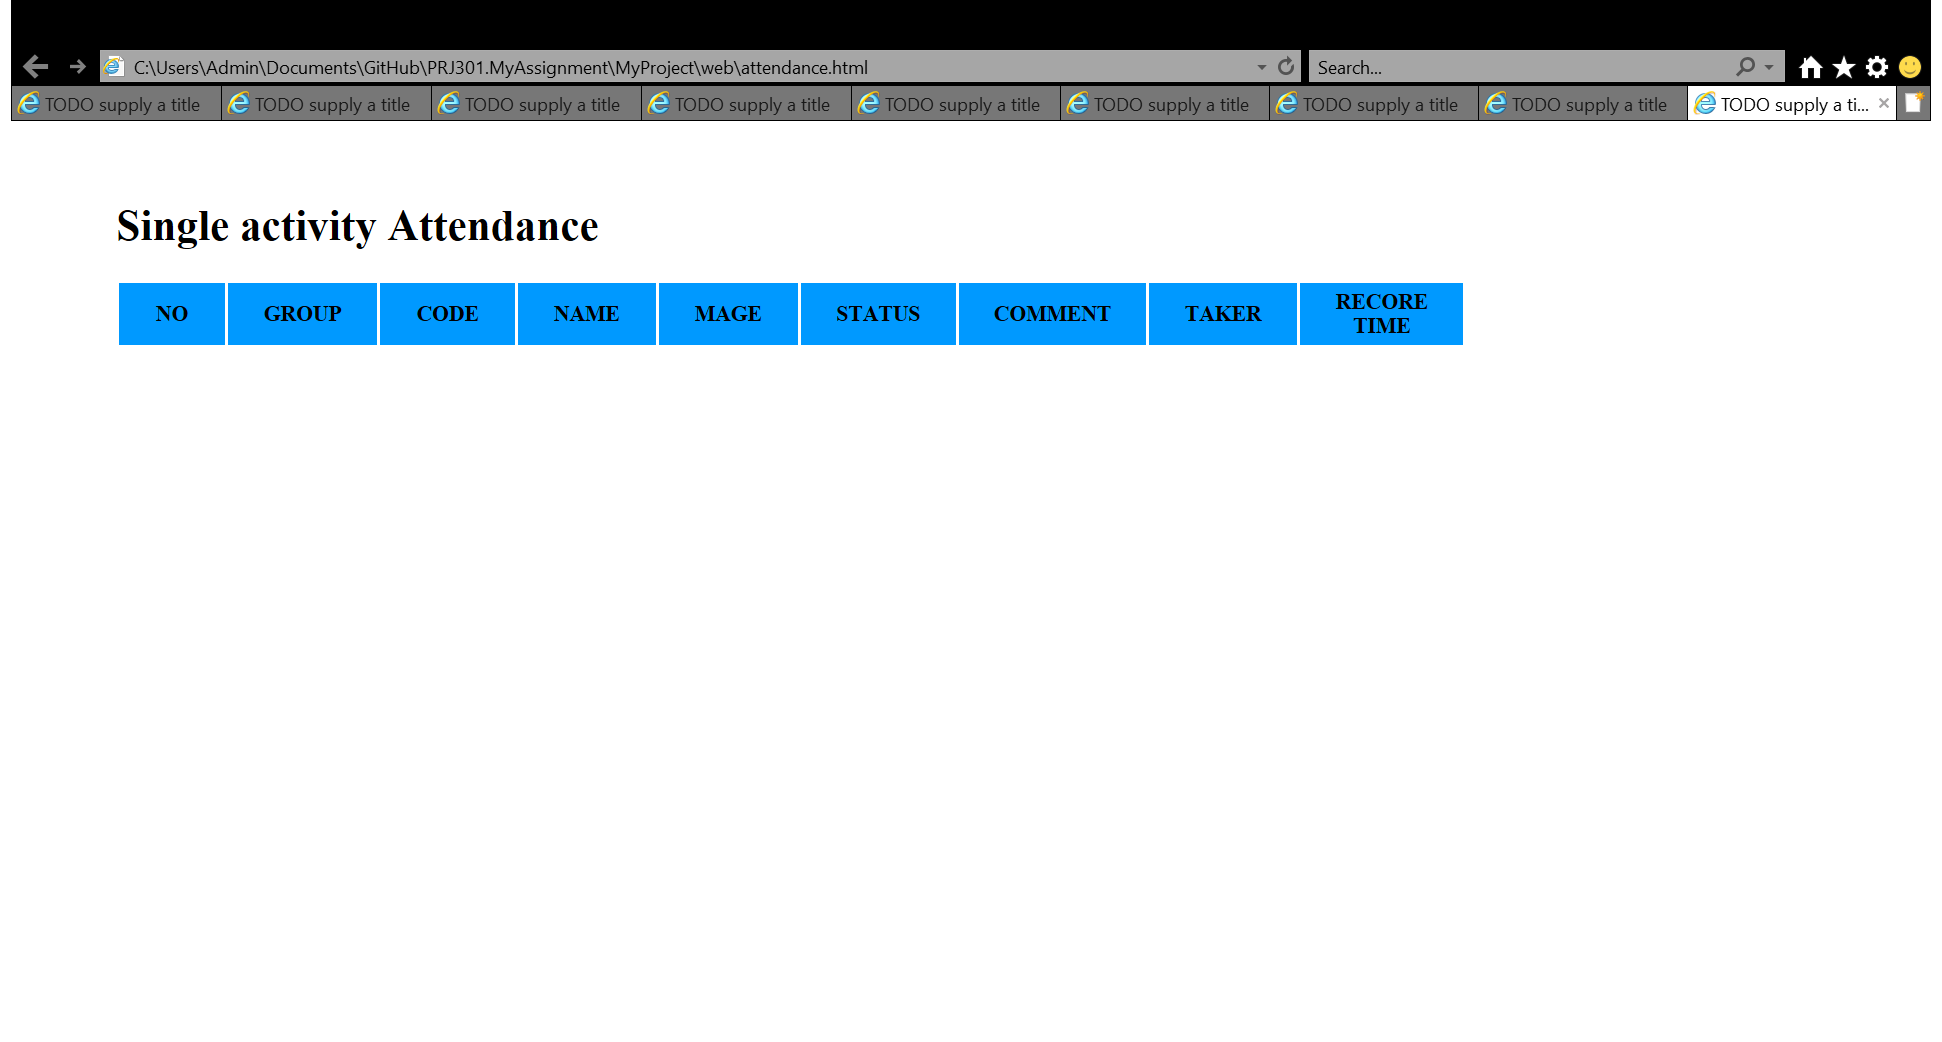 C:\Users\Admin\Documents\GitHub\PRJ301.MyAssignment\MyProject\web\attendance.html Search...
TODO supply a title TODO supply a title TODO supply a title TODO supply a title TODO supply a title TODO supply a title TODO supply a title TODO supply a title TODO supply a ti...
Single activity Attendance
NO GROUP CODE NAME MAGE STATUS COMMENT TAKER RECORE
TIME